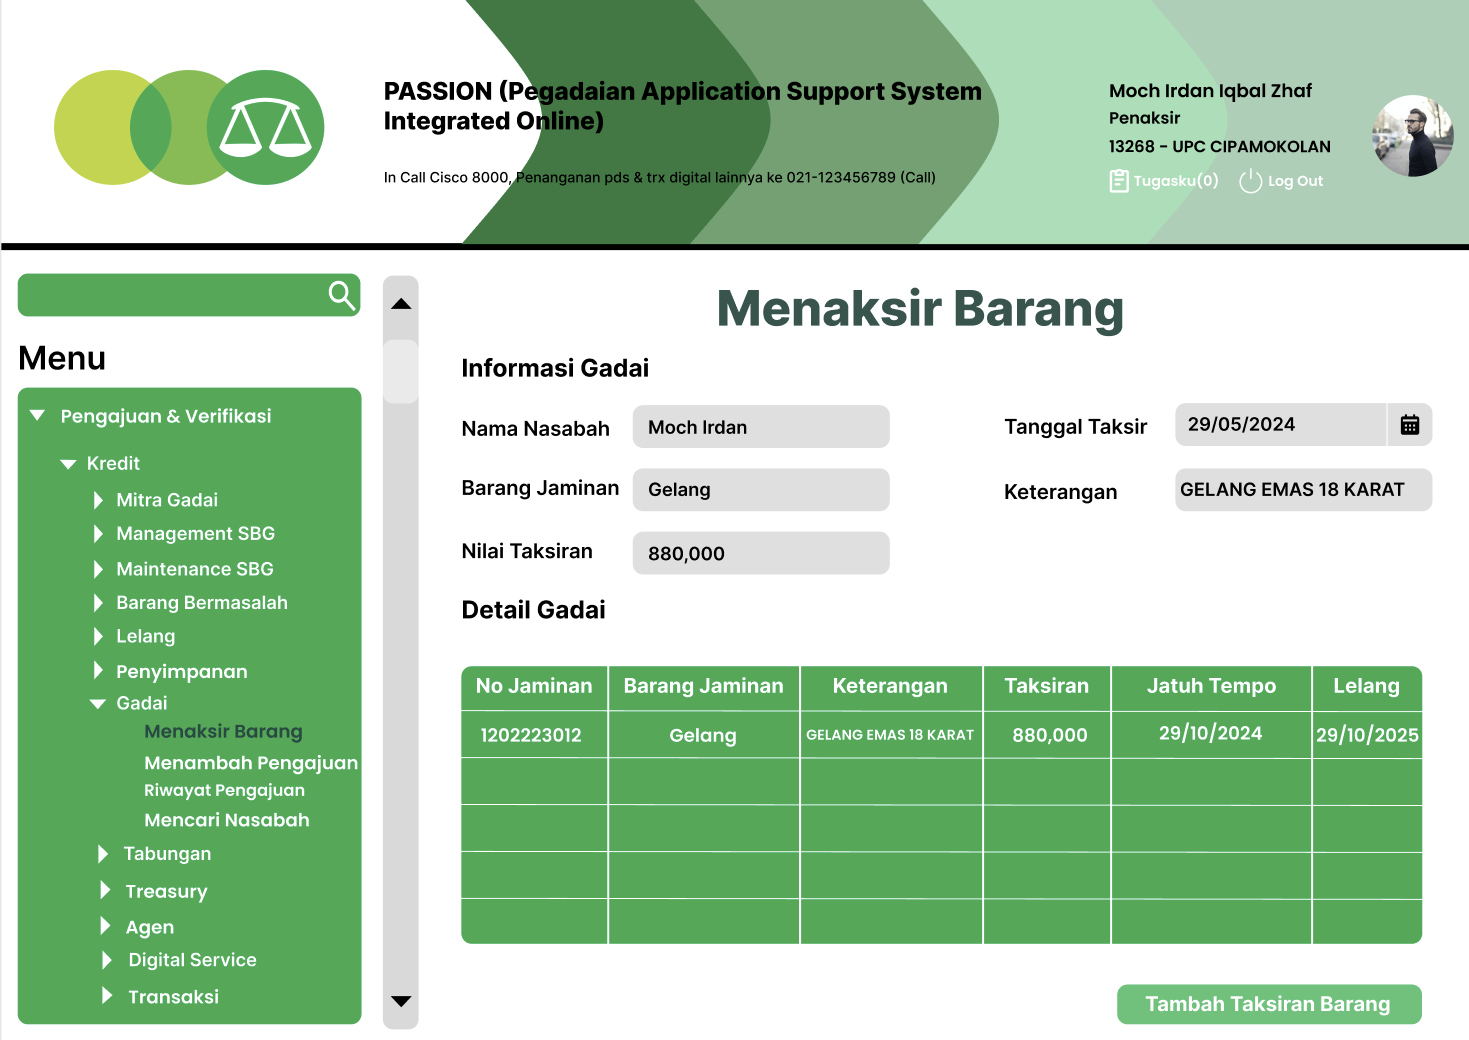 PASSION (Pegadaian Application Support System
Integrated Online)
In Call Cisco 8000, Penanganan pds & trx digital lainnya ke 021-123456789 (Call)
Moch Irdan Iqbal Zhaf
Penaksir
13268 - UPC CIPAMOKOLAN
Tugasku(0) Log Out
Menu
Pengajuan & Verifikasi
Kredit
Mitra Gadai
Management SBG
Maintenance SBG
Barang Bermasalah
Lelang
Penyimpanan
Gadai
Menaksir Barang
Menambah Pengajuan
Riwayat Pengajuan
Mencari Nasabah
Tabungan
Treasury
Agen
Digital Service
Transaksi
Menaksir Barang
Informasi Gadai
Nama Nasabah Moch Irdan Tanggal Taksir 29/05/2024
Barang Jaminan Gelang Keterangan GELANG EMAS 18 KARAT
Nilai Taksiran 880,000
Detail Gadai
No Jaminan Barang Jaminan Keterangan Taksiran Jatuh Tempo Lelang
1202223012 Gelang GELANG EMAS 18 KARAT 880,000 29/10/2024 29/10/2025
Tambah Taksiran Barang